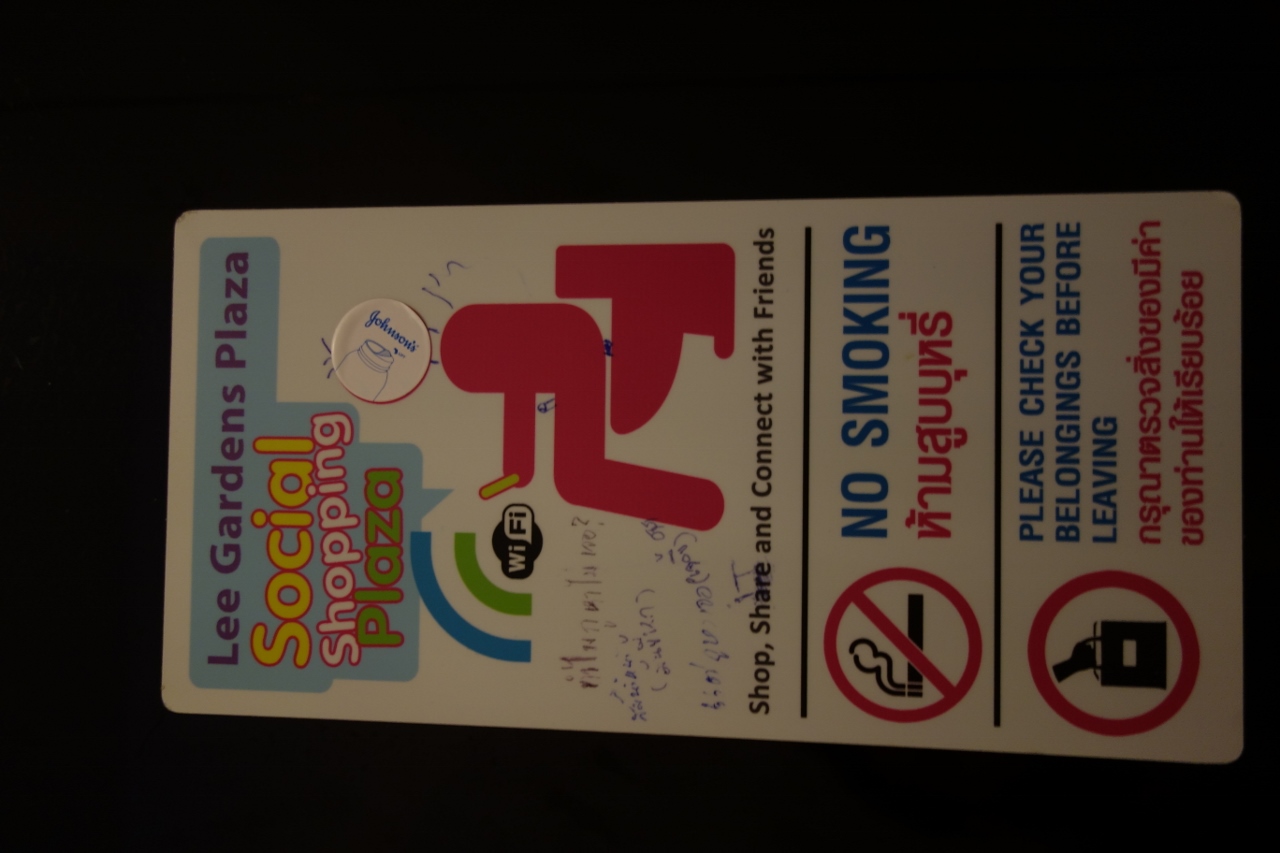 Lee Gardens Plaza
Social
Shopping
Plaza
Johnson's
WiFi
Shop, Share and Connect with Friends
NO SMOKING
ห้ามสูบบุหรี่
PLEASE CHECK YOUR
BELONGINGS BEFORE
LEAVING
กรุณาตรวจสิ่งของมีค่า
ของท่านให้เรียบร้อย